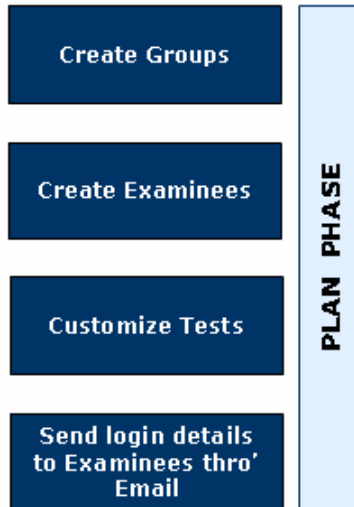 Create Groups
Create Examinees
Customize Tests
Send login details
to Examinees thro'
Email
PLAN PHASE